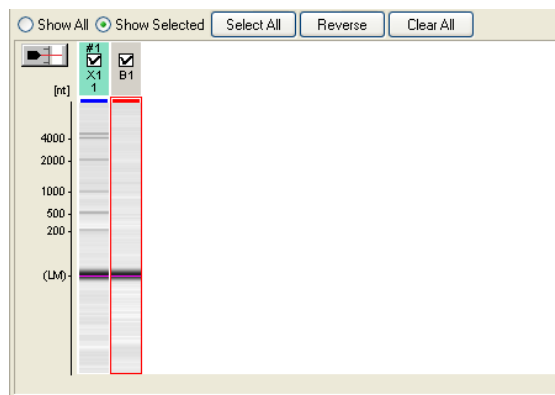 Show All Show Selected Select All Reverse Clear All
#1
X1 B1
1
[nt]
4000
2000
1000
500
200
(LM)